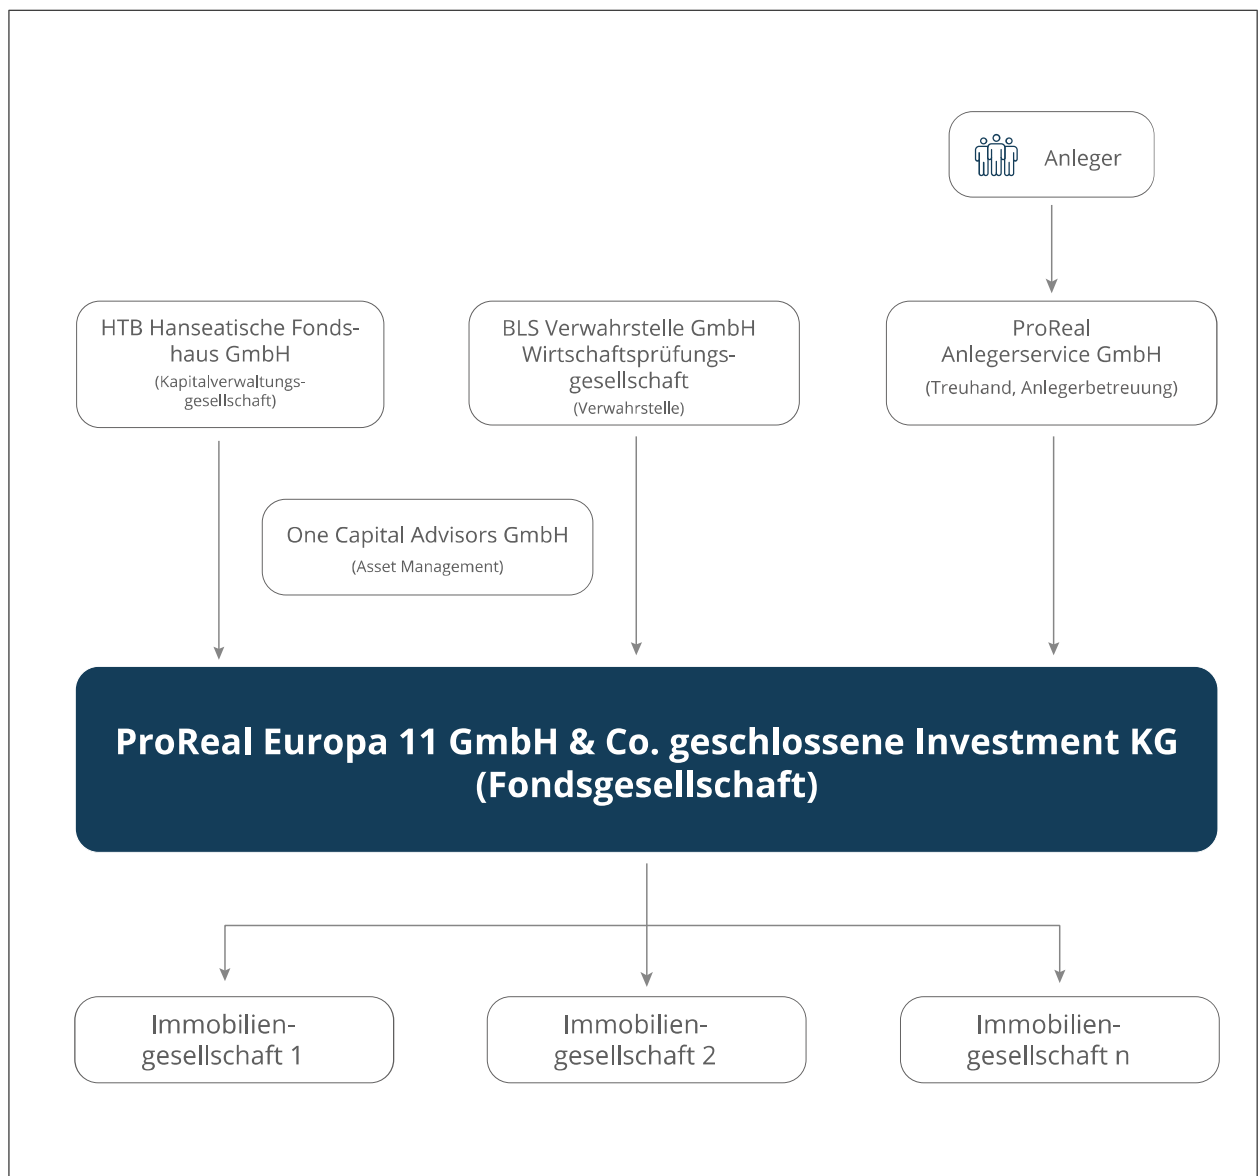 Anleger
HTB Hanseatische Fonds-
haus GmbH
(Kapitalverwaltungs-
gesellschaft)
BLS Verwahrstelle GmbH
Wirtschaftsprüfungs-
gesellschaft
(Verwahrstelle)
ProReal
Anlegerservice GmbH
(Treuhand, Anlegerbetreuung)
One Capital Advisors GmbH
(Asset Management)
ProReal Europa 11 GmbH & Co. geschlossene Investment KG
(Fondsgesellschaft)
Immobilien-
gesellschaft 1
Immobilien-
gesellschaft 2
Immobilien-
gesellschaft n